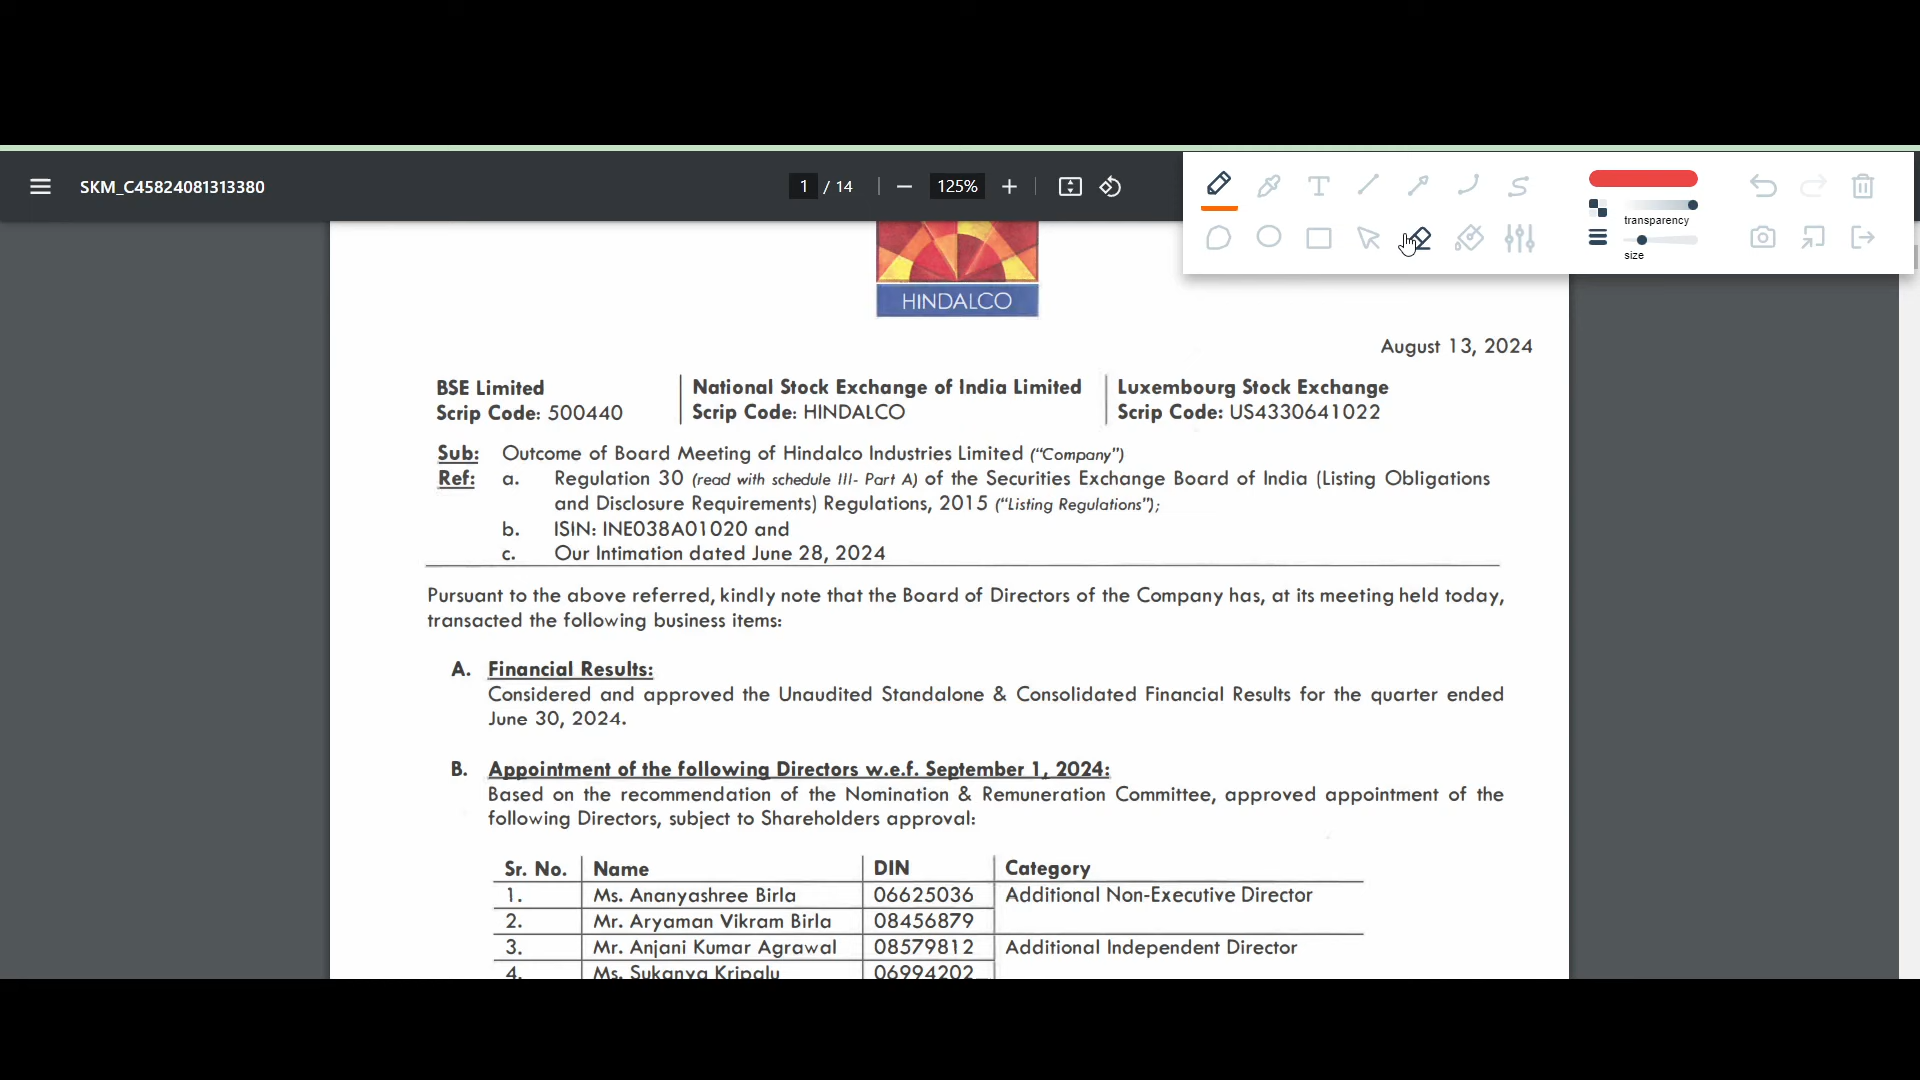 SKM_C45824081313380
1 / 14
125%
transparency
size
HINDALCO
August 13, 2024
BSE Limited
Scrip Code: 500440
National Stock Exchange of India Limited
Scrip Code: HINDALCO
Luxembourg Stock Exchange
Scrip Code: US4330641022
Sub: Outcome of Board Meeting of Hindalco Industries Limited (“Company”)
Ref: a. Regulation 30 (read with schedule III- Part A) of the Securities Exchange Board of India (Listing Obligations
and Disclosure Requirements) Regulations, 2015 (“Listing Regulations”);
b. ISIN: INE038A01020 and
c. Our Intimation dated June 28, 2024
Pursuant to the above referred, kindly note that the Board of Directors of the Company has, at its meeting held today,
transacted the following business items:
A. Financial Results:
Considered and approved the Unaudited Standalone & Consolidated Financial Results for the quarter ended
June 30, 2024.
B. Appointment of the following Directors w.e.f. September 1, 2024:
Based on the recommendation of the Nomination & Remuneration Committee, approved appointment of the
following Directors, subject to Shareholders approval:
Sr. No. Name DIN Category
1. Ms. Ananyashree Birla 06625036 Additional Non-Executive Director
2. Mr. Aryaman Vikram Birla 08456879
3. Mr. Anjani Kumar Agrawal 08579812 Additional Independent Director
4. Ms. Sukanya Kripalu 06994202